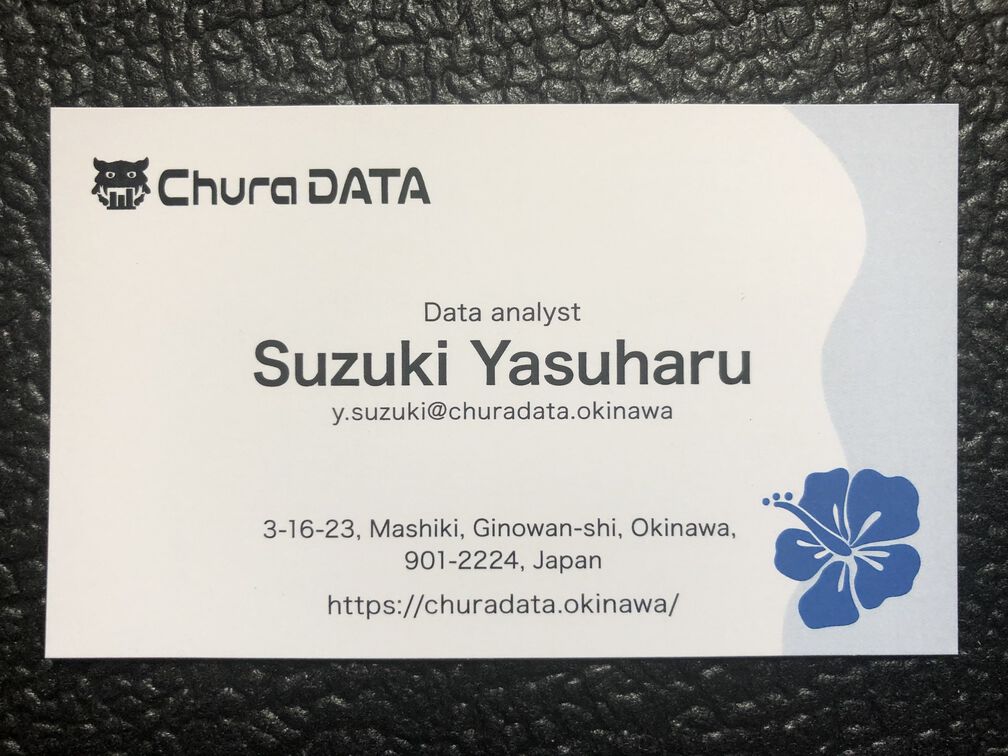 Chura DATA
Data analyst
Suzuki Yasuharu
y.suzuki@churadata.okinawa
3-16-23, Mashiki, Ginowan-shi, Okinawa,
901-2224, Japan
https://churadata.okinawa/